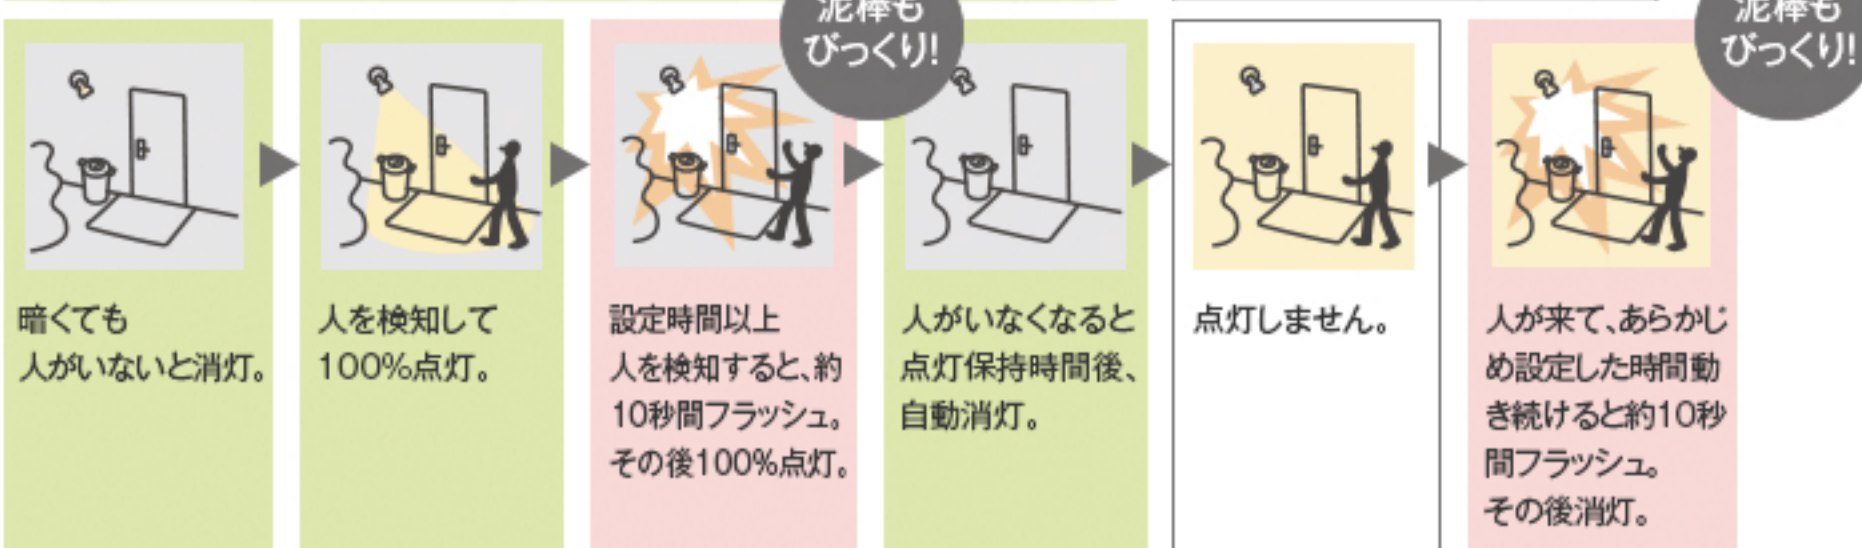 泥棒も
びっくり!
泥棒も
びっくり!
暗くても
人がいないと消灯。
人を検知して
100%点灯。
設定時間以上
人を検知すると、約
10秒間フラッシュ。
その後100%点灯。
人がいなくなると
点灯保持時間後、
自動消灯。
点灯しません。
人が来て、あらかじ
め設定した時間動
き続けると約10秒
間フラッシュ。
その後消灯。